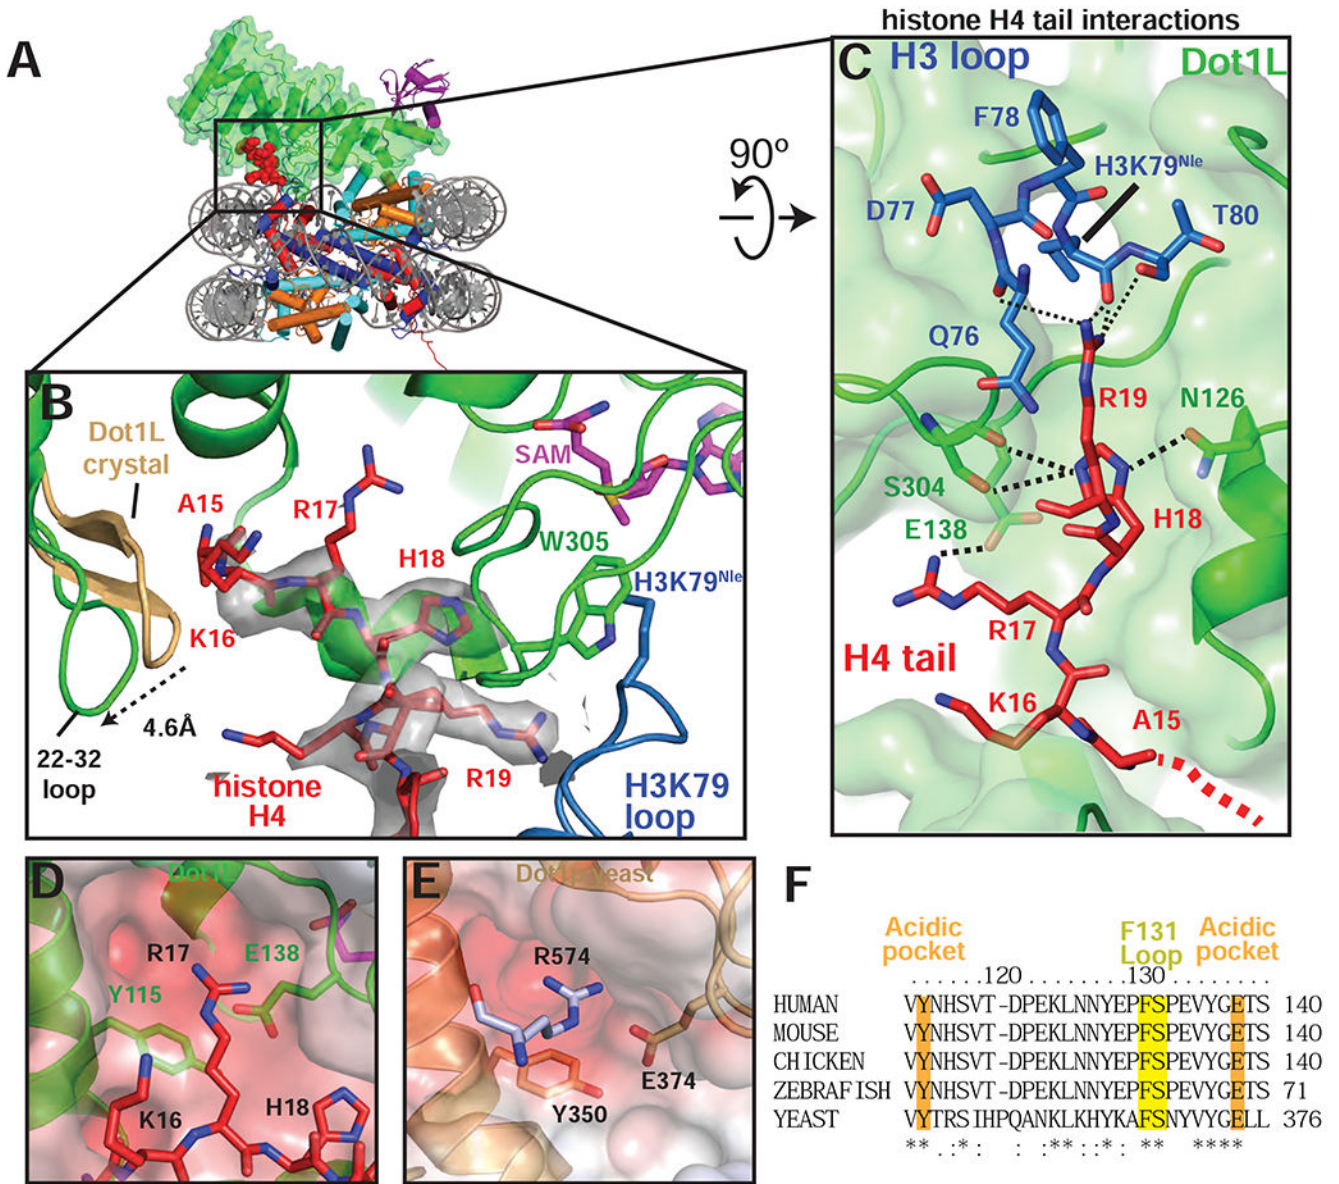 A
histone H4 tail interactions
C
H3 loop
Dot1L
F78
H3K79Nle
D77
T80
90º
Q76
R19
N126
S304
E138
H18
R17
H4 tail
K16
A15
B
Dot1L
crystal
SAM
A15
R17
H18
W305
H3K79Nle
K16
4.6Å
22-32
loop
histone
H4
R19
H3K79
loop
D
Dot1L
R17
E138
Y115
K16
H18
E
R574
E374
Y350
F
Acidic
pocket
F131
Loop
Acidic
pocket
120
130
HUMAN VYNHSVT-DPEKLNNYEPFSPEVYGETS 140
MOUSE VYNHSVT-DPEKLNNYEPFSPEVYGETS 140
CHICKEN VYNHSVT-DPEKLNNYEPFSPEVYGETS 140
ZEBRAFISH VYNHSVT-DPEKLNNYEPFSPEVYGETS 71
YEAST VYTRSIHPQANKLKHYKAFSNYVYGELL 376